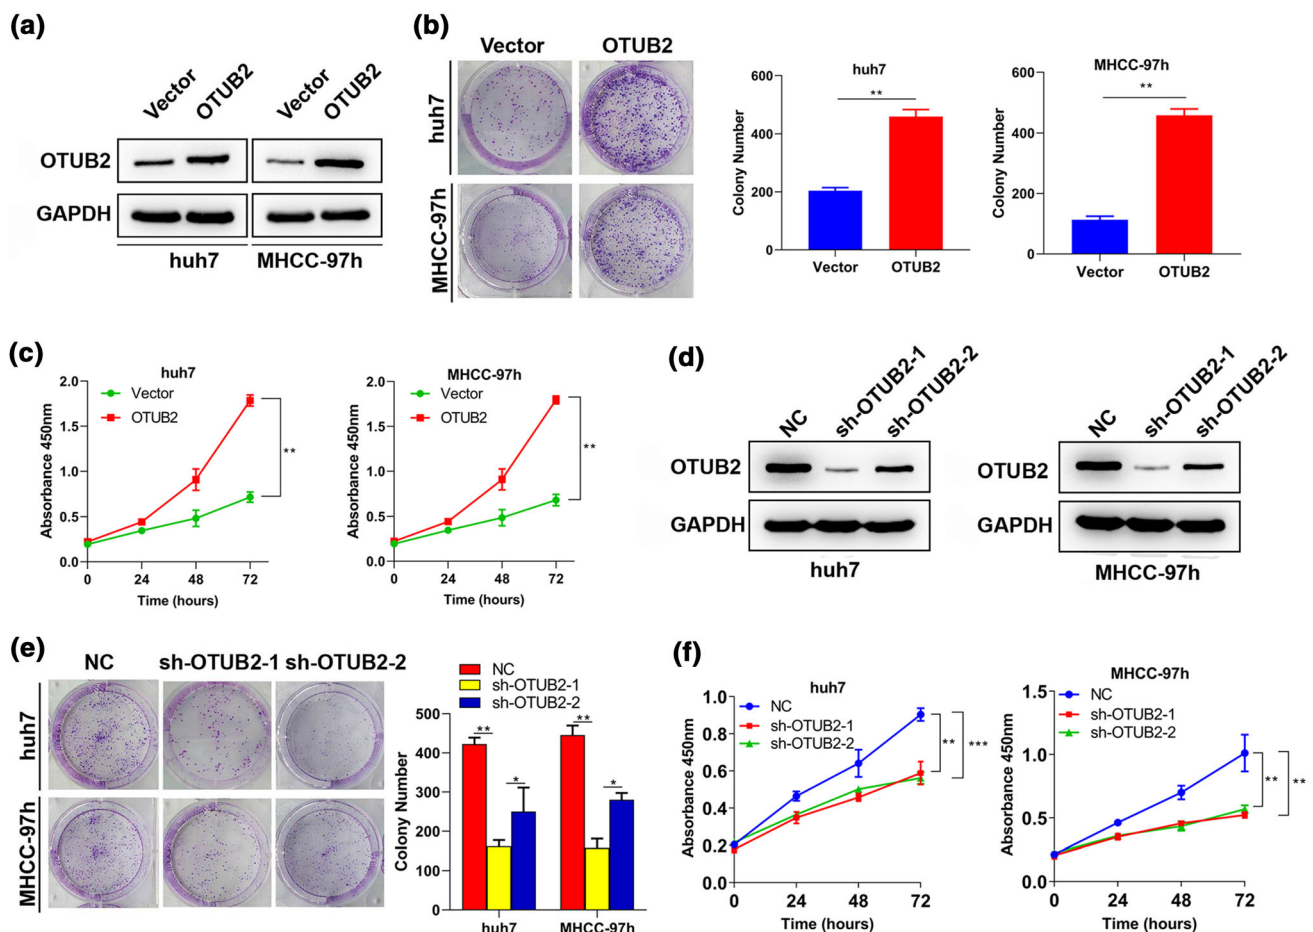 (a)
Vector
OTUB2
Vector
OTUB2
OTUB2
GAPDH
huh7
MHCC-97h
(b)
Vector
OTUB2
huh7
MHCC-97h
huh7
**
Colony Number
600
400
200
0
Vector
OTUB2
MHCC-97h
**
Colony Number
600
400
200
0
Vector
OTUB2
(c)
huh7
Vector
OTUB2
Absorbance 450nm
2.0
1.5
1.0
0.5
0.0
**
0 24 48 72
Time (hours)
MHCC-97h
Vector
OTUB2
Absorbance 450nm
2.0
1.5
1.0
0.5
0.0
**
0 24 48 72
Time (hours)
(d)
NC
sh-OTUB2-1
sh-OTUB2-2
OTUB2
GAPDH
huh7
NC
sh-OTUB2-1
sh-OTUB2-2
OTUB2
GAPDH
MHCC-97h
(e)
NC sh-OTUB2-1 sh-OTUB2-2
huh7
MHCC-97h
NC
sh-OTUB2-1
sh-OTUB2-2
Colony Number
500
400
300
200
100
0
**
*
**
*
huh7 MHCC-97h
(f)
huh7
NC
sh-OTUB2-1
sh-OTUB2-2
Absorbance 450nm
1.0
0.8
0.6
0.4
0.2
0.0
**
***
0 24 48 72
Time (hours)
MHCC-97h
NC
sh-OTUB2-1
sh-OTUB2-2
Absorbance 450nm
1.5
1.0
0.5
0.0
**
**
0 24 48 72
Time (hours)